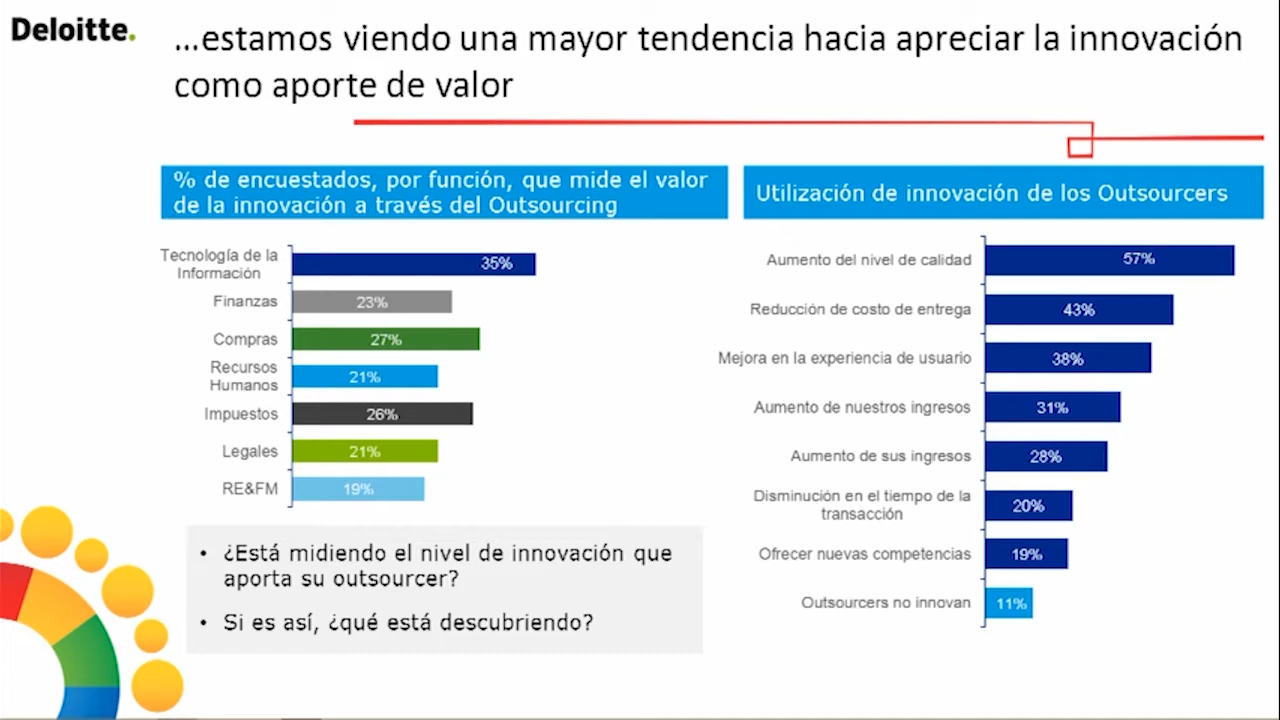 Deloitte.
...estamos viendo una mayor tendencia hacia apreciar la innovación
como aporte de valor
% de encuestados, por función, que mide el valor
de la innovación a través del Outsourcing
Tecnología de la
Información
35%
Finanzas
23%
Compras
27%
Recursos
Humanos
21%
Impuestos
26%
Legales
21%
RE&FM
19%
• ¿Está midiendo el nivel de innovación que
aporta su outsourcer?
• Si es así, ¿qué está descubriendo?
Utilización de innovación de los Outsourcers
Aumento del nivel de calidad
57%
Reducción de costo de entrega
43%
Mejora en la experiencia de usuario
38%
Aumento de nuestros ingresos
31%
Aumento de sus ingresos
28%
Disminución en el tiempo de la
transacción
20%
Ofrecer nuevas competencias
19%
Outsourcers no innovan
11%